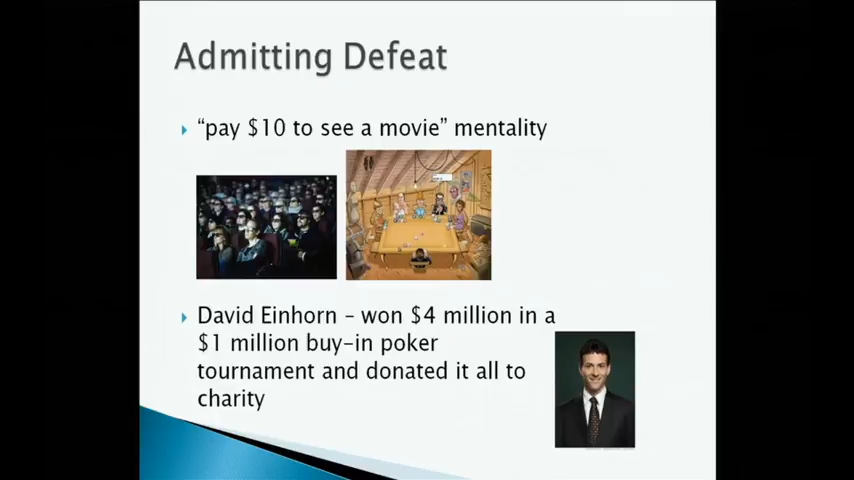 Admitting Defeat
“pay $10 to see a movie” mentality
David Einhorn – won $4 million in a
$1 million buy-in poker
tournament and donated it all to
charity